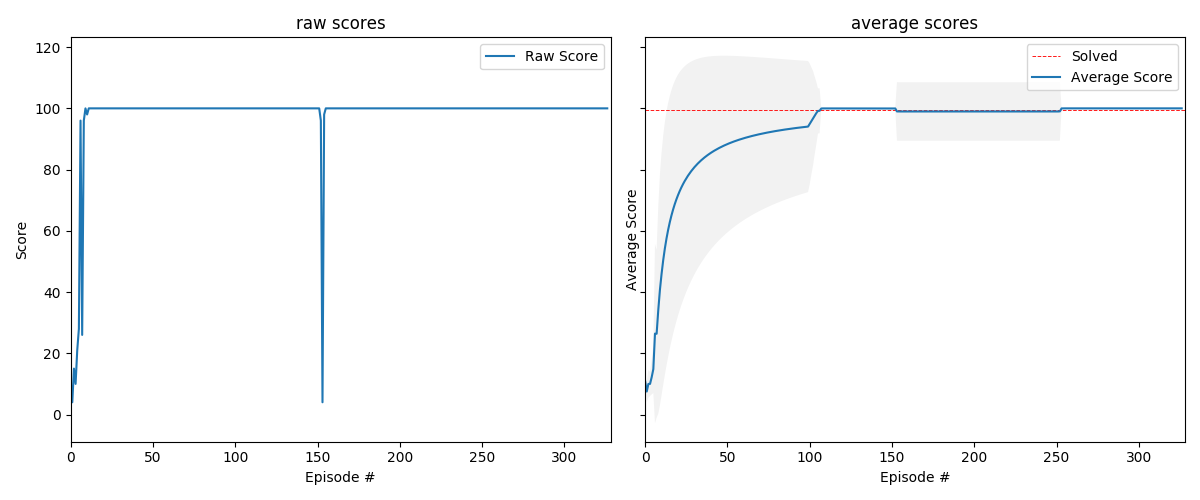 raw scores
Raw Score
120
100
80
60
40
20
0
Score
0 50 100 150 200 250 300
Episode #
average scores
Solved
Average Score
Average Score
0 50 100 150 200 250 300
Episode #